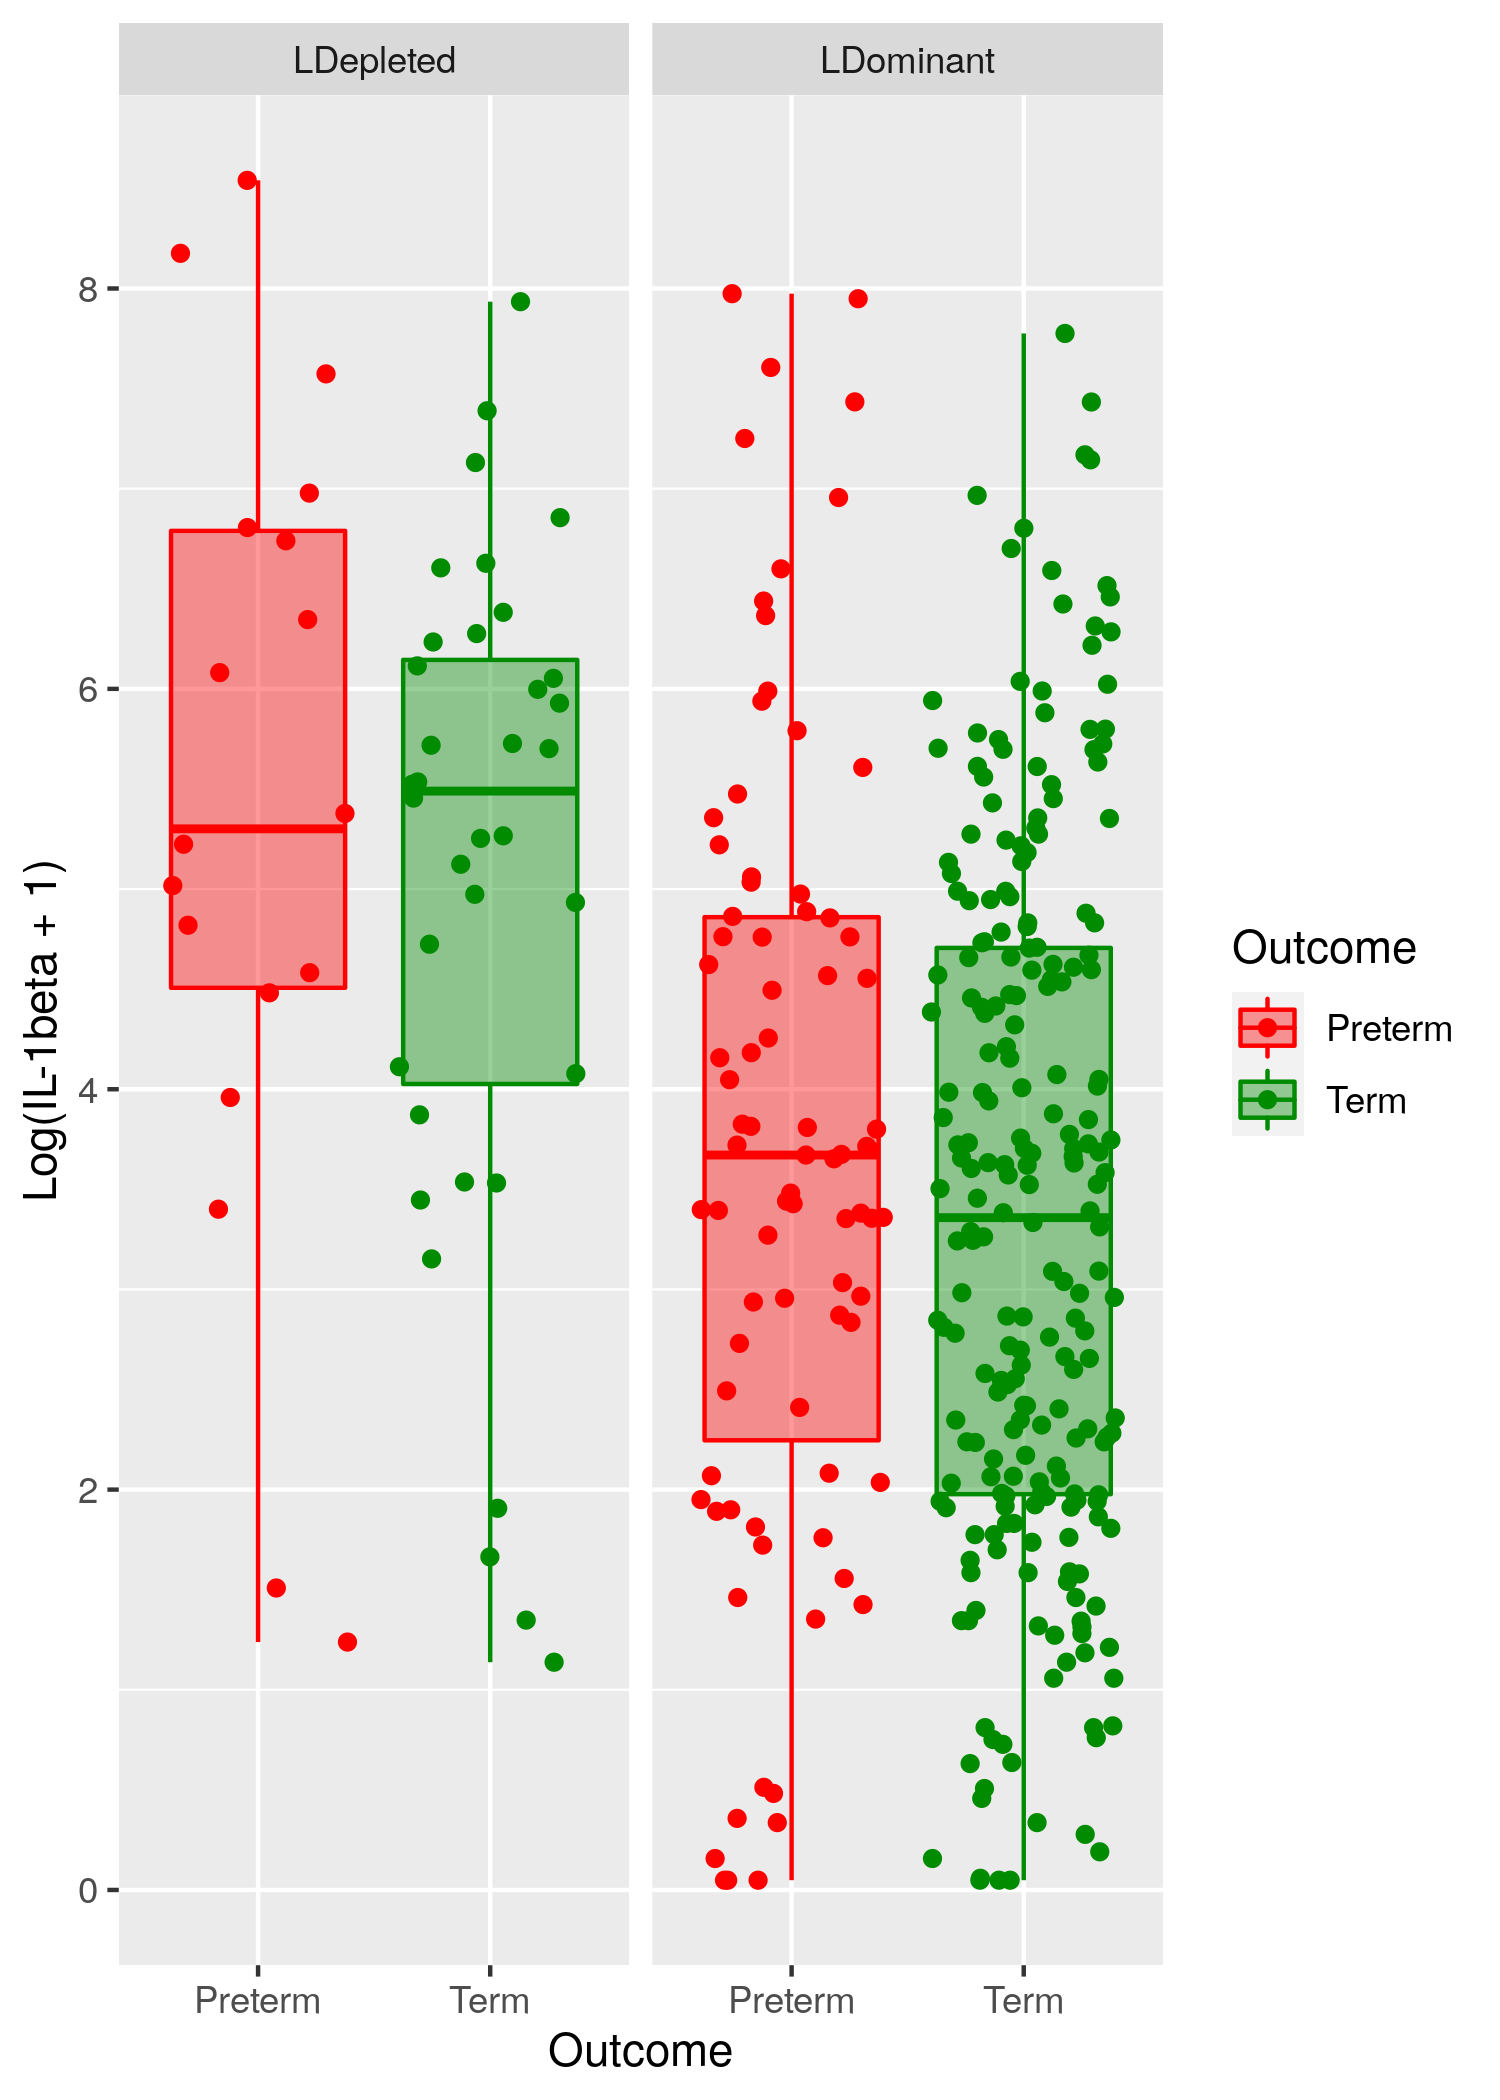 LDepleted
LDominant
8
6
4
2
0
Log(IL-1beta + 1)
Preterm
Term
Preterm
Term
Outcome
Outcome
Preterm
Term